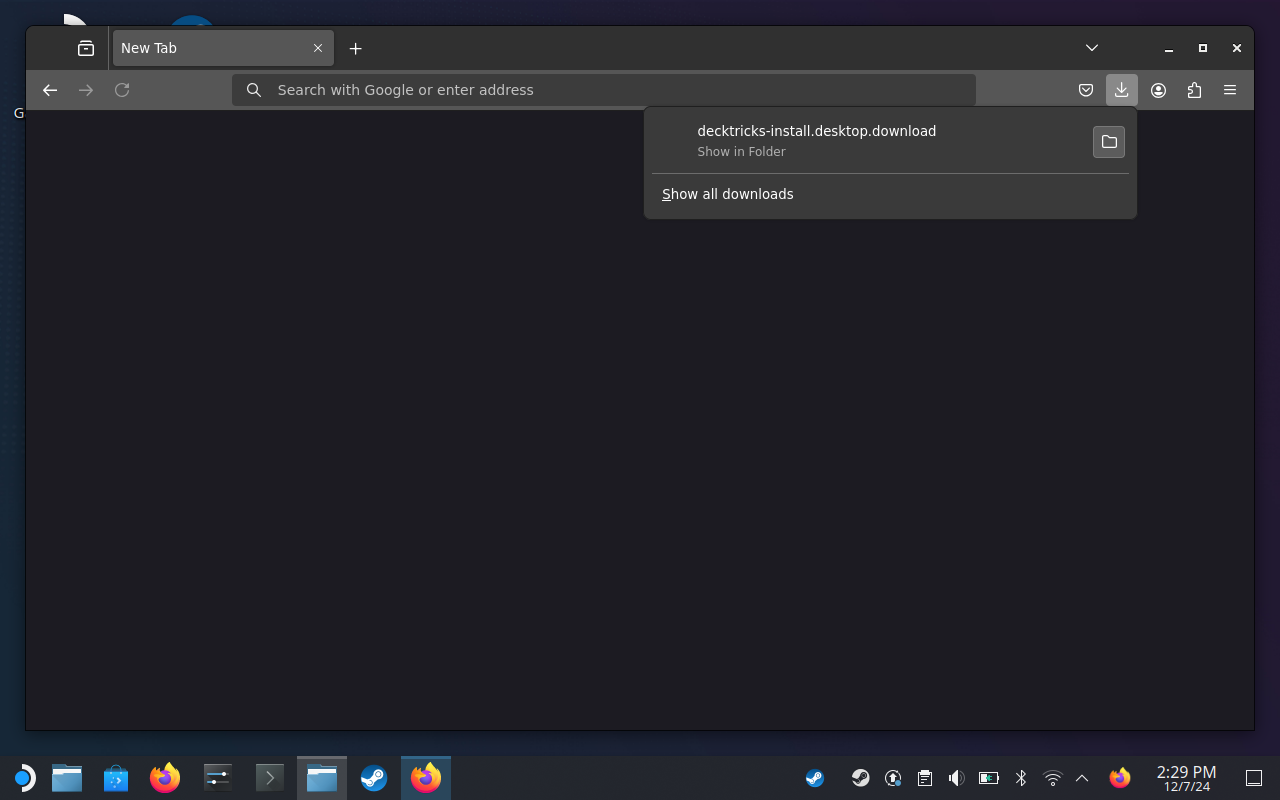 New Tab
Search with Google or enter address
G
decktricks-install.desktop.download
Show in Folder
Show all downloads
2:29 PM
12/7/24